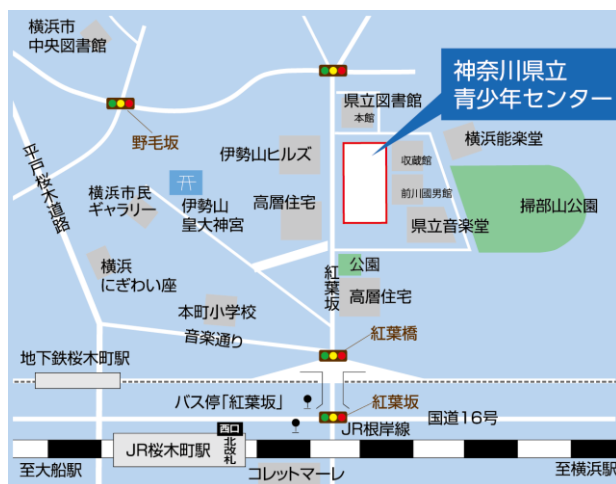 横浜市
中央図書館
神奈川県立
青少年センター
県立図書館
本館
野毛坂
横浜能楽堂
伊勢山ヒルズ
収蔵館
平戸桜木道路
横浜市民
ギャラリー
伊勢山
皇大神宮
高層住宅
前川國男館
県立音楽堂
掃部山公園
横浜
にぎわい座
紅葉坂
公園
高層住宅
本町小学校
音楽通り
紅葉橋
地下鉄桜木町駅
バス停「紅葉坂」
紅葉坂
国道16号
西口
北改札
JR根岸線
JR桜木町駅
至大船駅
コレットマーレ
至横浜駅